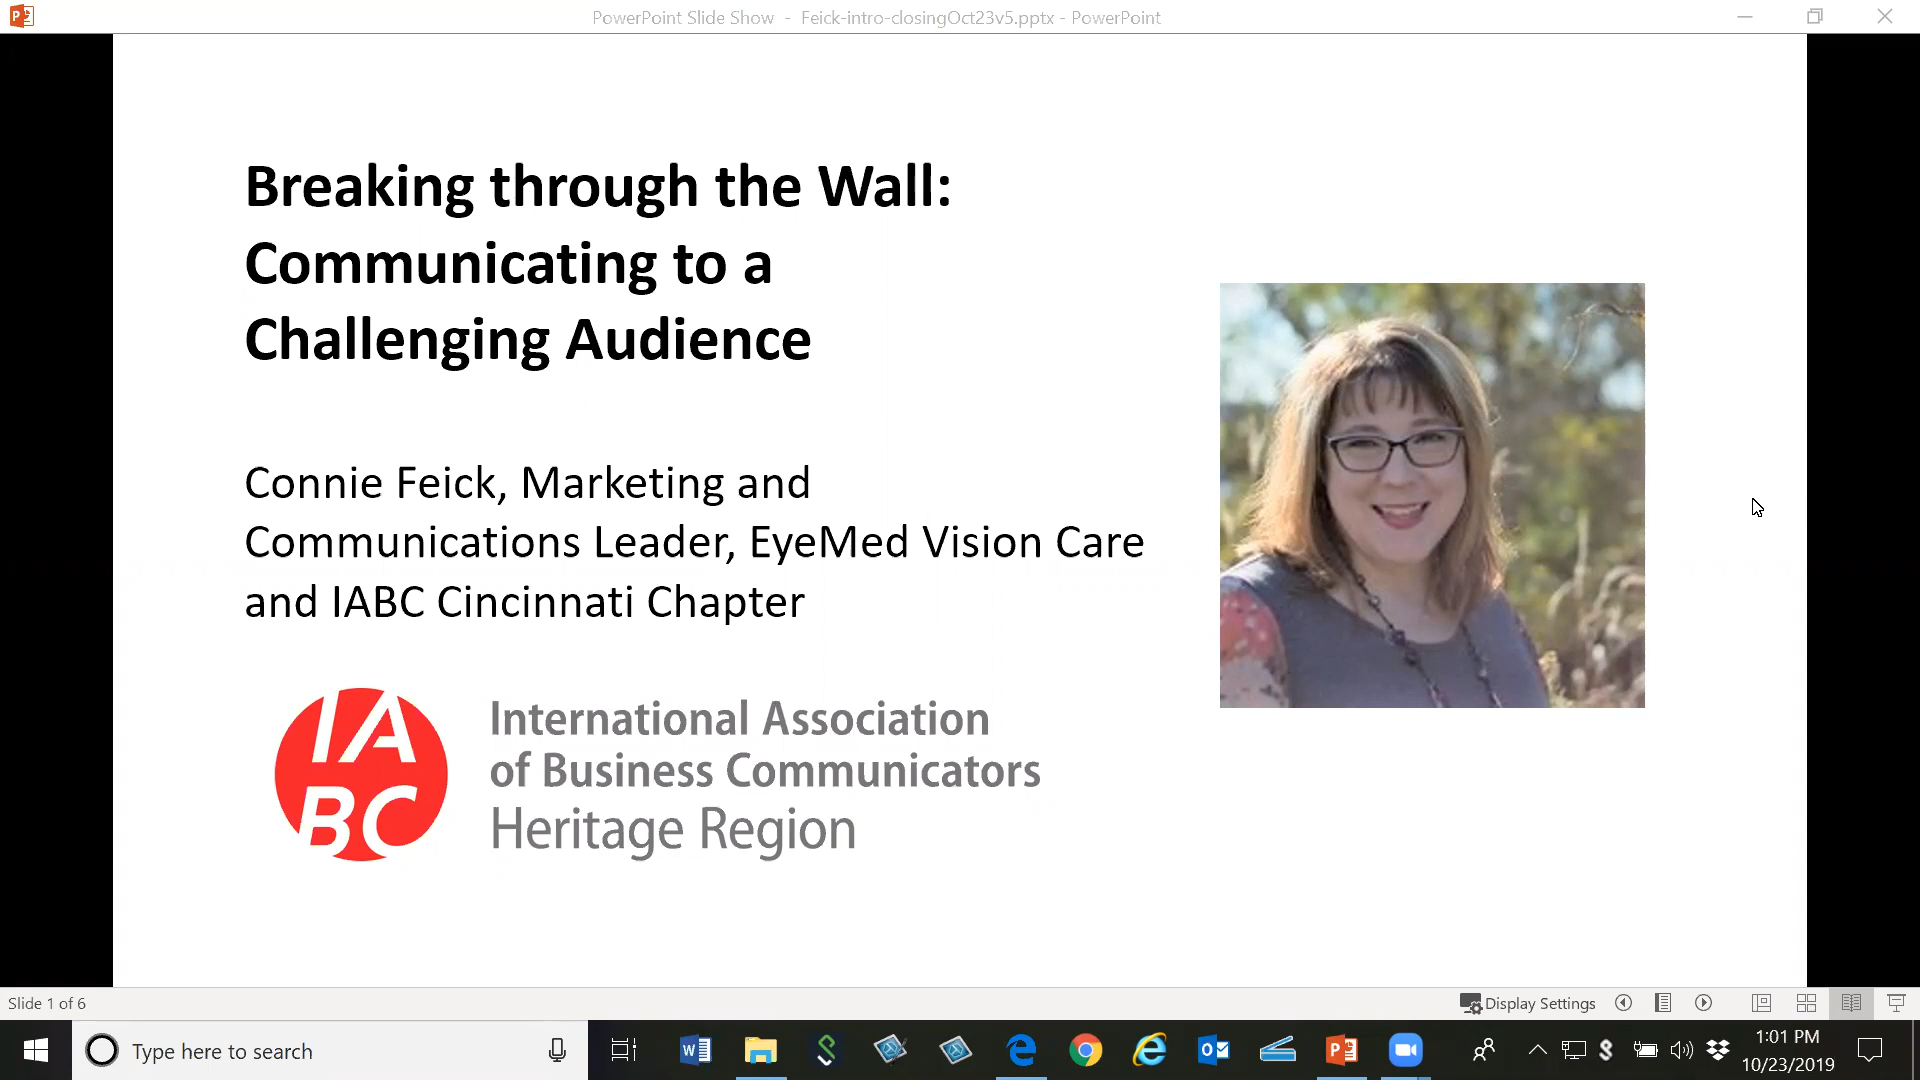 PowerPoint Slide Show - Feick-intro-closingOct23v5.pptx - PowerPoint
Breaking through the Wall:
Communicating to a
Challenging Audience
Connie Feick, Marketing and
Communications Leader, EyeMed Vision Care
and IABC Cincinnati Chapter
IA
BC
International Association
of Business Communicators
Heritage Region
Slide 1 of 6
Display Settings
Type here to search
1:01 PM
10/23/2019